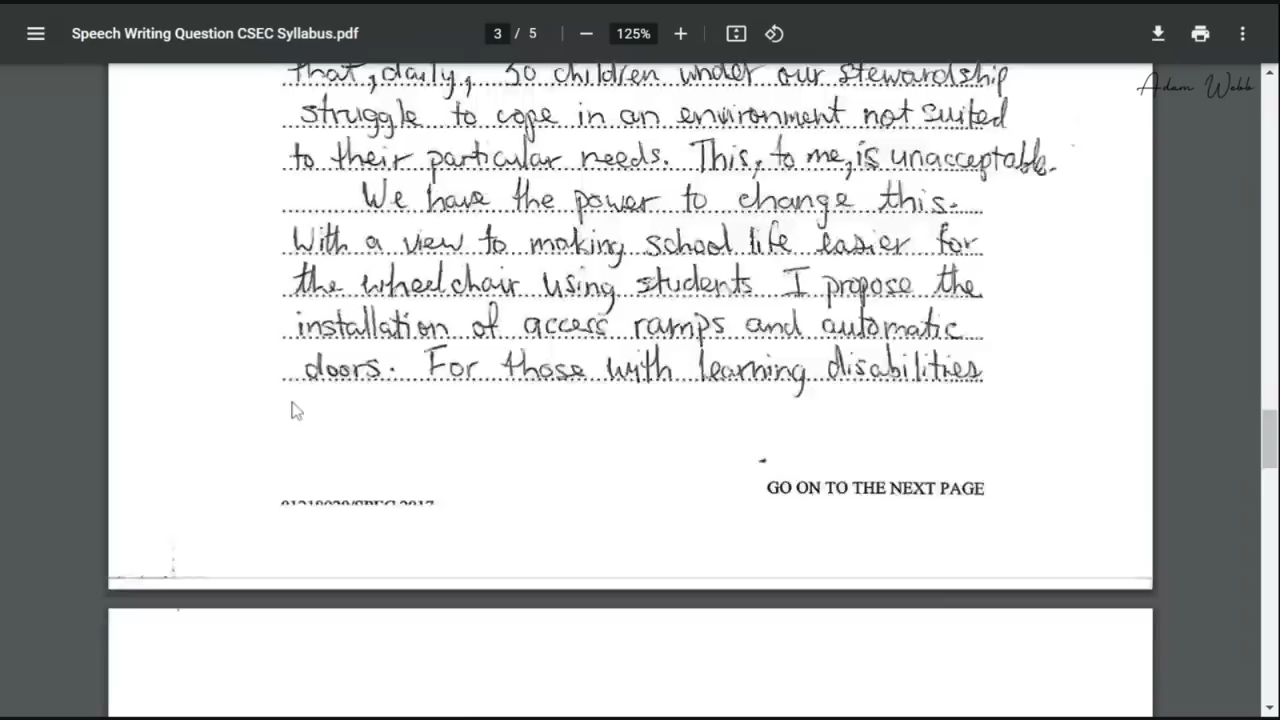 Speech Writing Question CSEC Syllabus.pdf
3 / 5
125%
Adam Webb
that, daily, 50 children under our stewardship
struggle to cope in an environment not suited
to their particular needs. This, to me, is unacceptable.
We have the power to change this.
With a view to making school life easier for
the wheelchair using students I propose the
installation of access ramps and automatic
doors. For those with learning disabilities
GO ON TO THE NEXT PAGE